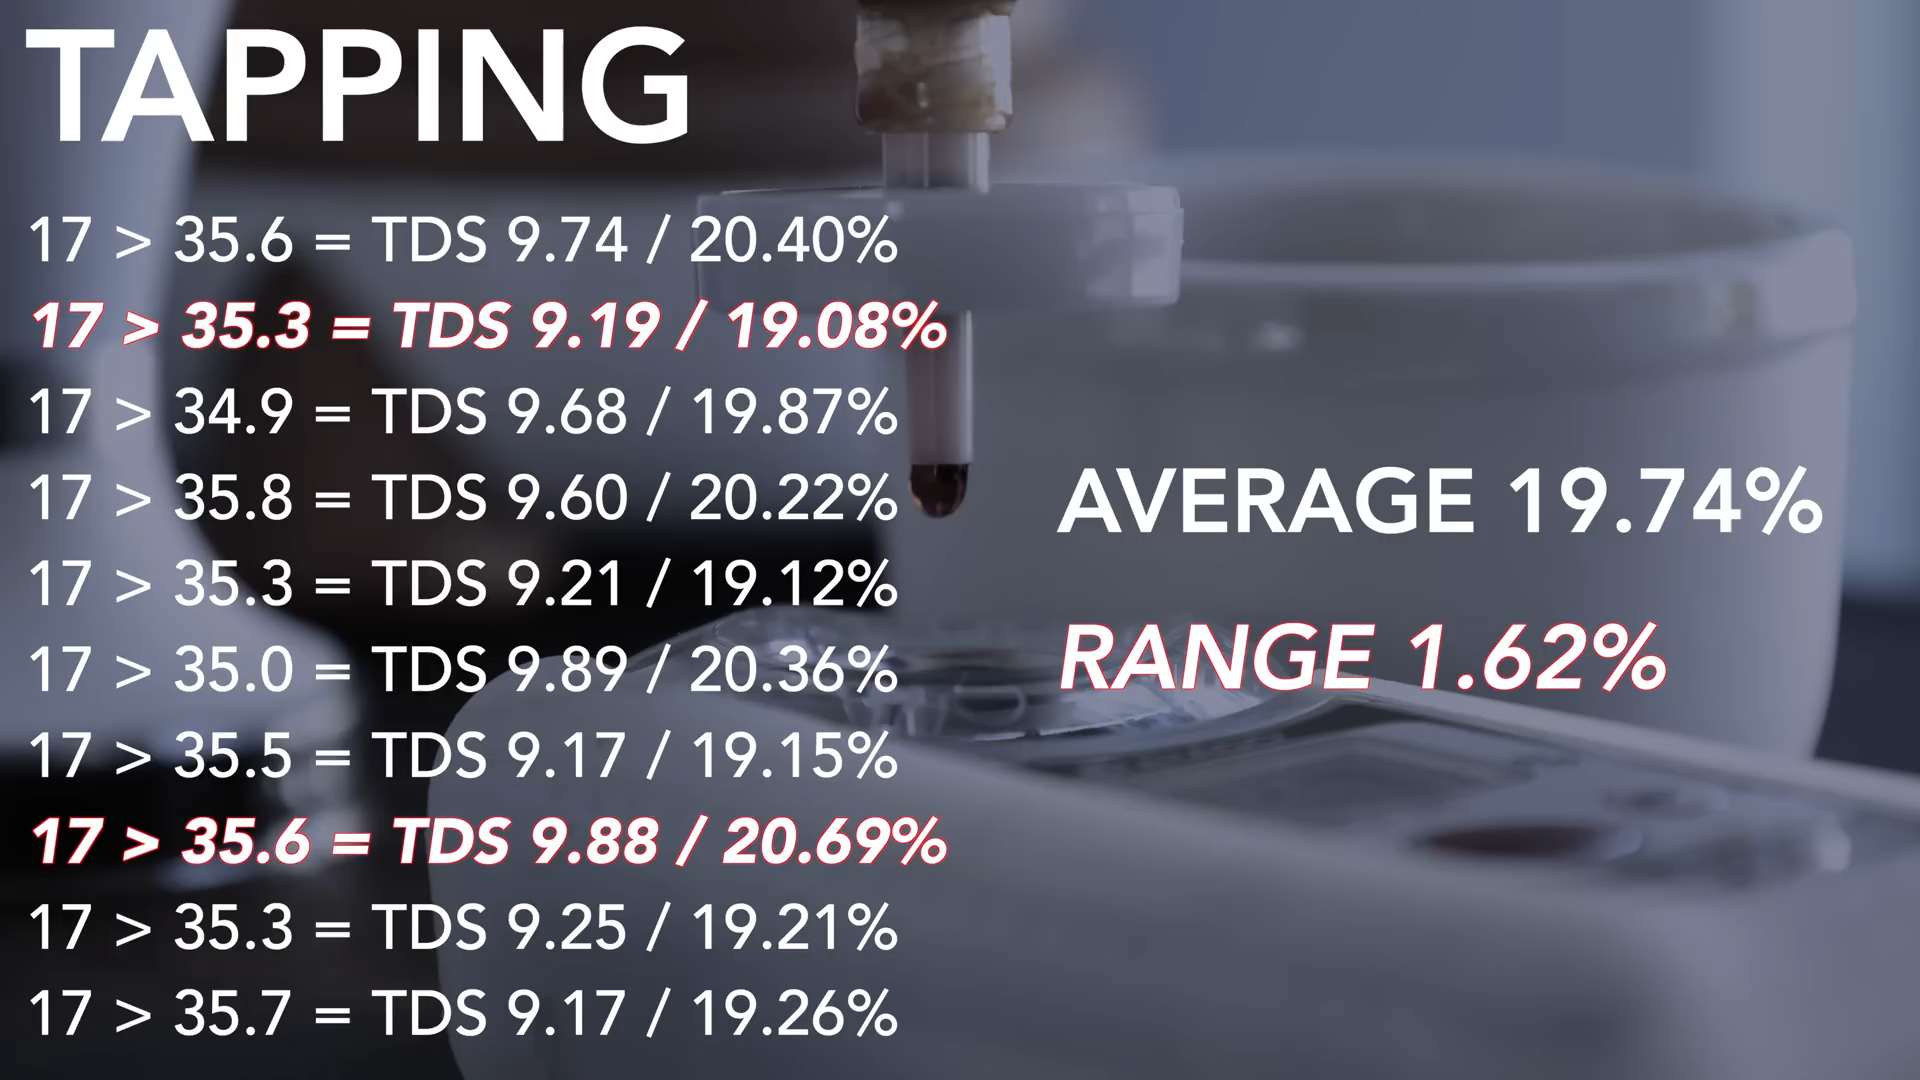 TAPPING
17 > 35.6 = TDS 9.74 / 20.40%
17 > 35.3 = TDS 9.19 / 19.08%
17 > 34.9 = TDS 9.68 / 19.87%
17 > 35.8 = TDS 9.60 / 20.22%
17 > 35.3 = TDS 9.21 / 19.12%
17 > 35.0 = TDS 9.89 / 20.36%
17 > 35.5 = TDS 9.17 / 19.15%
17 > 35.6 = TDS 9.88 / 20.69%
17 > 35.3 = TDS 9.25 / 19.21%
17 > 35.7 = TDS 9.17 / 19.26%
AVERAGE 19.74%
RANGE 1.62%